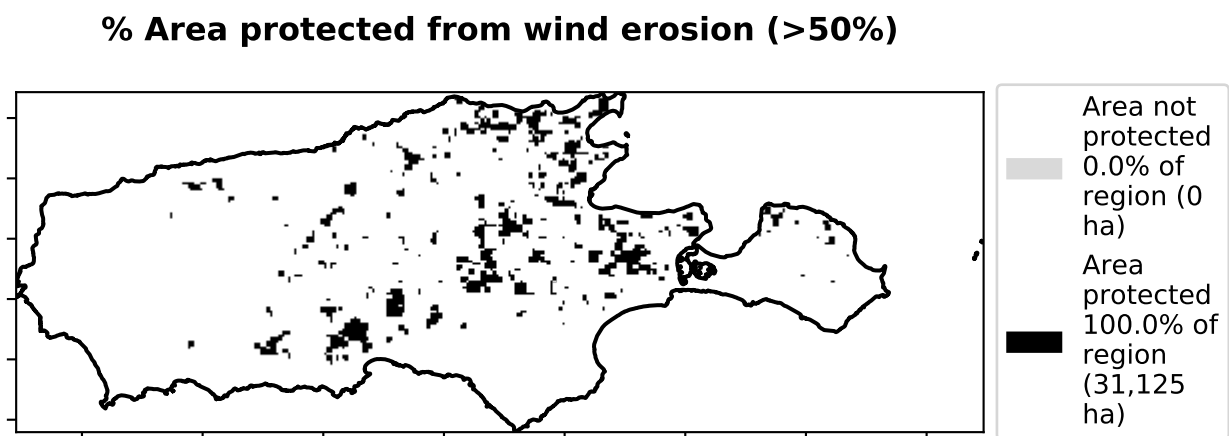 % Area protected from wind erosion (>50%)
Area not
protected
0.0% of
region (0
ha)
Area
protected
100.0% of
region
(31,125
ha)